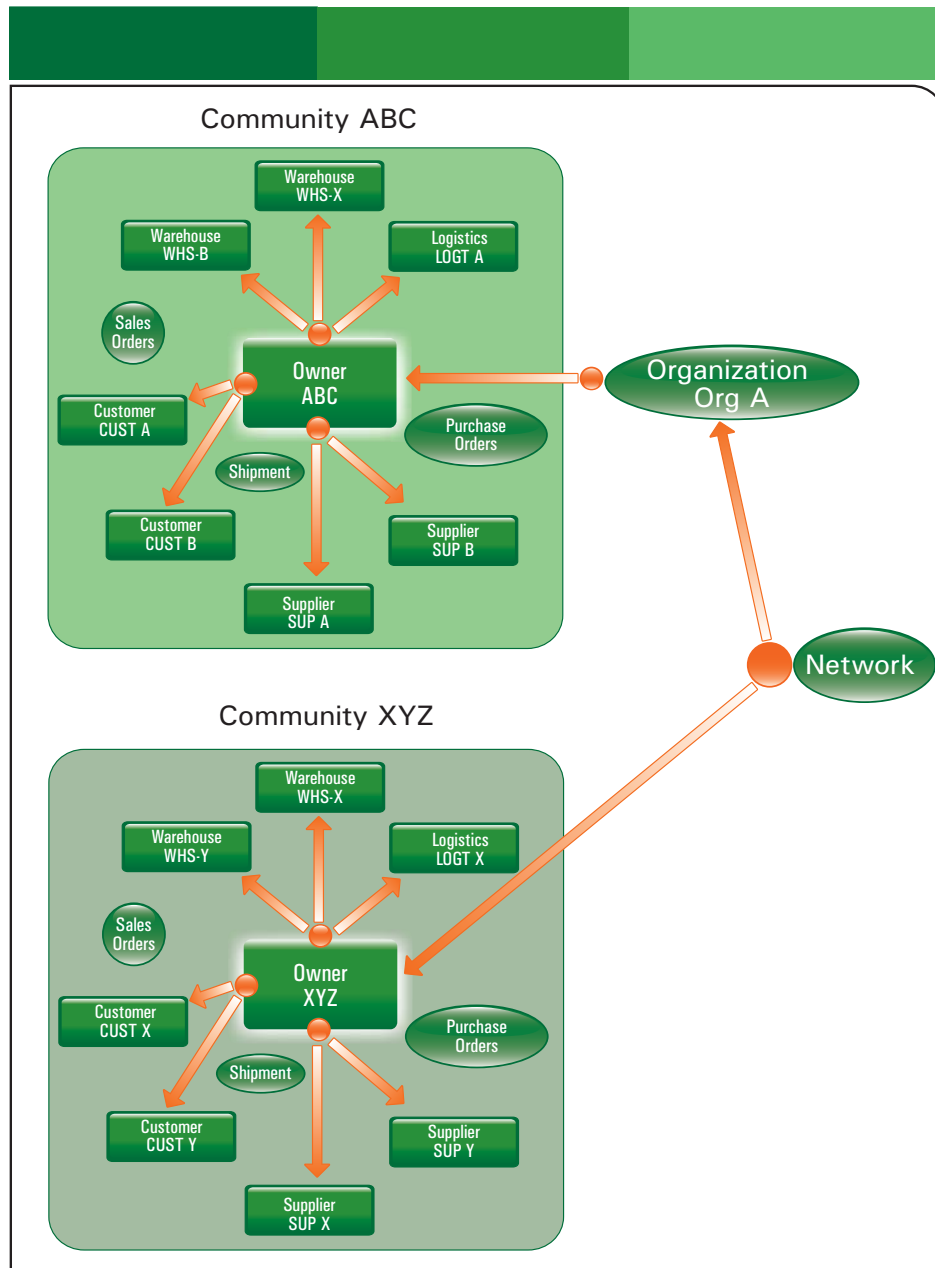 Community ABC
Warehouse
WHS-X
Warehouse
WHS-B
Logistics
LOGT A
Sales
Orders
Owner
ABC
Organization
Org A
Customer
CUST A
Purchase
Orders
Shipment
Customer
CUST B
Supplier
SUP B
Supplier
SUP A
Network
Community XYZ
Warehouse
WHS-X
Warehouse
WHS-Y
Logistics
LOGT X
Sales
Orders
Owner
XYZ
Customer
CUST X
Purchase
Orders
Shipment
Customer
CUST Y
Supplier
SUP Y
Supplier
SUP X